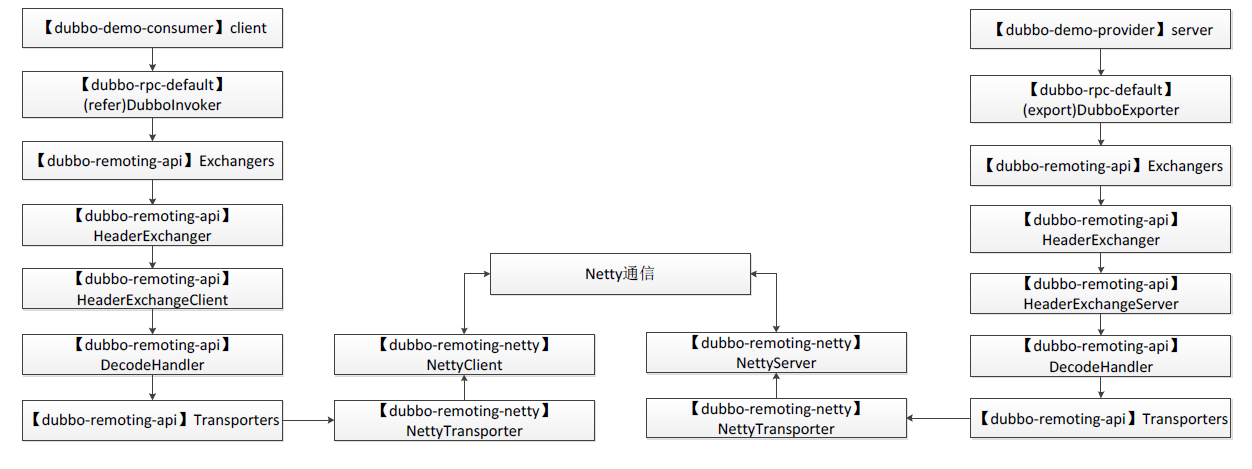 【dubbo-demo-consumer】client
【dubbo-rpc-default】
(refer)DubboInvoker
【dubbo-remoting-api】Exchangers
【dubbo-remoting-api】
HeaderExchanger
【dubbo-remoting-api】
HeaderExchangeClient
【dubbo-remoting-api】
DecodeHandler
【dubbo-remoting-api】Transporters
【dubbo-remoting-netty】
NettyTransporter
【dubbo-remoting-netty】
NettyClient
Netty通信
【dubbo-remoting-netty】
NettyServer
【dubbo-remoting-netty】
NettyTransporter
【dubbo-demo-provider】server
【dubbo-rpc-default】
(export)DubboExporter
【dubbo-remoting-api】Exchangers
【dubbo-remoting-api】
HeaderExchanger
【dubbo-remoting-api】
HeaderExchangeServer
【dubbo-remoting-api】
DecodeHandler
【dubbo-remoting-api】Transporters